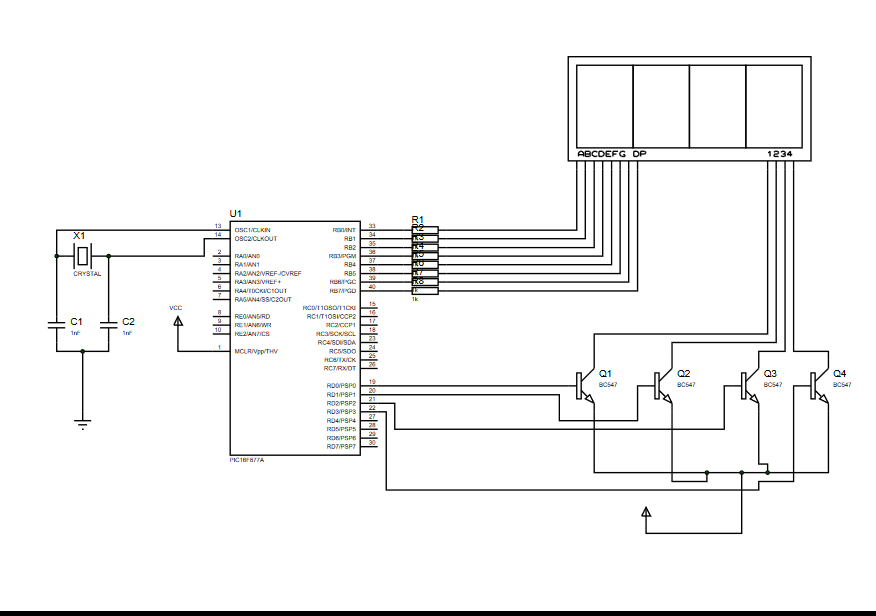 ABCDEFG DP
1234
U1
13
OSC1/CLKIN
14
OSC2/CLKOUT
2
RA0/AN0
3
RA1/AN1
4
RA2/AN2/VREF-/CVREF
5
RA3/AN3/VREF+
6
RA4/T0CKI/C1OUT
7
RA5/AN4/SS/C2OUT
8
RE0/AN5/RD
9
RE1/AN6/WR
10
RE2/AN7/CS
1
MCLR/Vpp/THV
RB0/INT
33
RB1
34
RB2
35
RB3/PGM
36
RB4
37
RB5
38
RB6/PGC
39
RB7/PGD
40
RC0/T1OSO/T1CKI
15
RC1/T1OSI/CCP2
16
RC2/CCP1
17
RC3/SCK/SCL
18
RC4/SDI/SDA
23
RC5/SDO
24
RC6/TX/CK
25
RC7/RX/DT
26
RD0/PSP0
19
RD1/PSP1
20
RD2/PSP2
21
RD3/PSP3
22
RD4/PSP4
27
RD5/PSP5
28
RD6/PSP6
29
RD7/PSP7
30
PIC16F877A
X1
CRYSTAL
C1
1nF
C2
1nF
VCC
R1
R2
1k
Q1
BC547
Q2
BC547
Q3
BC547
Q4
BC547